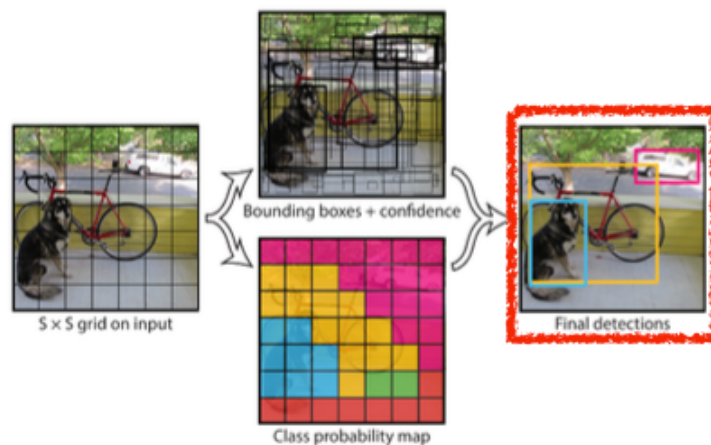 Bounding boxes + confidence
S × S grid on input
Final detections
Class probability map